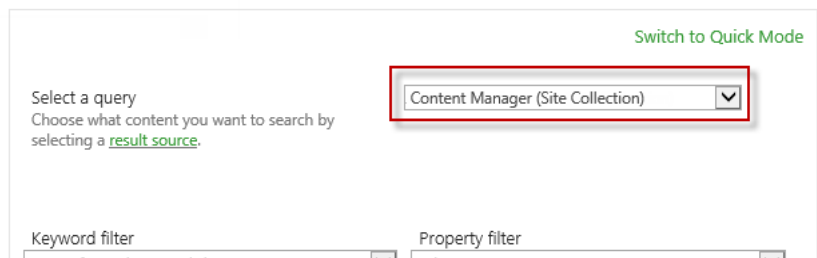 Switch to Quick Mode
Select a query
Content Manager (Site Collection)
Choose what content you want to search by
selecting a result source.
Keyword filter
Property filter